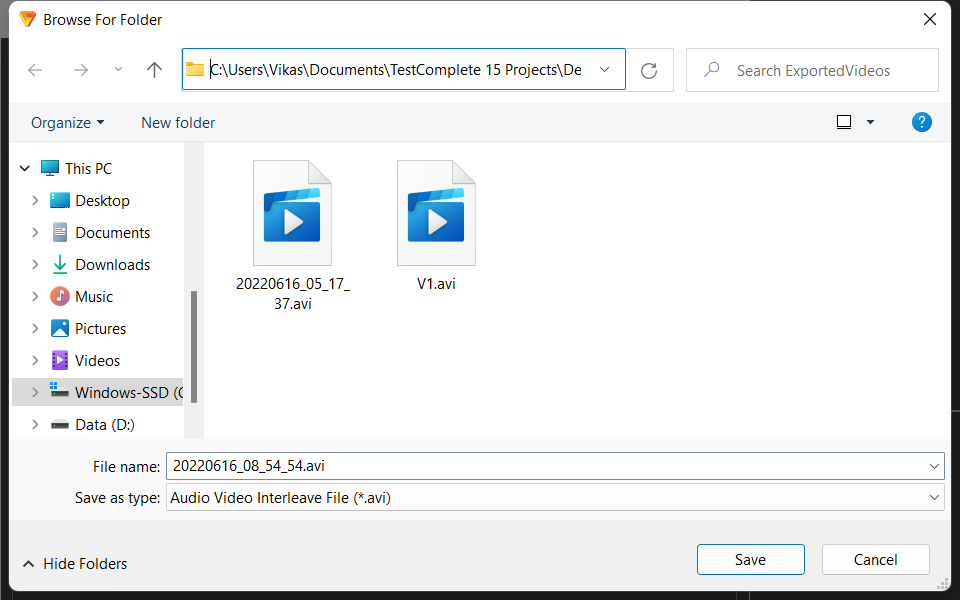 Browse For Folder
C:\Users\Vikas\Documents\TestComplete 15 Projects\De
Search ExportedVideos
Organize
New folder
?
This PC
Desktop
Documents
Downloads
Music
Pictures
Videos
Windows-SSD (C
Data (D:)
20220616_05_17_
37.avi
V1.avi
File name: 20220616_08_54_54.avi
Save as type: Audio Video Interleave File (*.avi)
Hide Folders
Save
Cancel